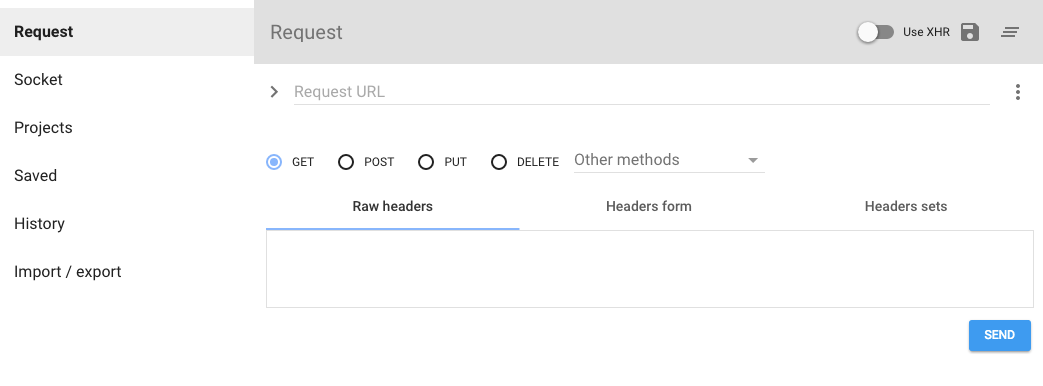 Request
Socket
Projects
Saved
History
Import / export
Request
Use XHR
Request URL
GET POST PUT DELETE Other methods
Raw headers Headers form Headers sets
SEND